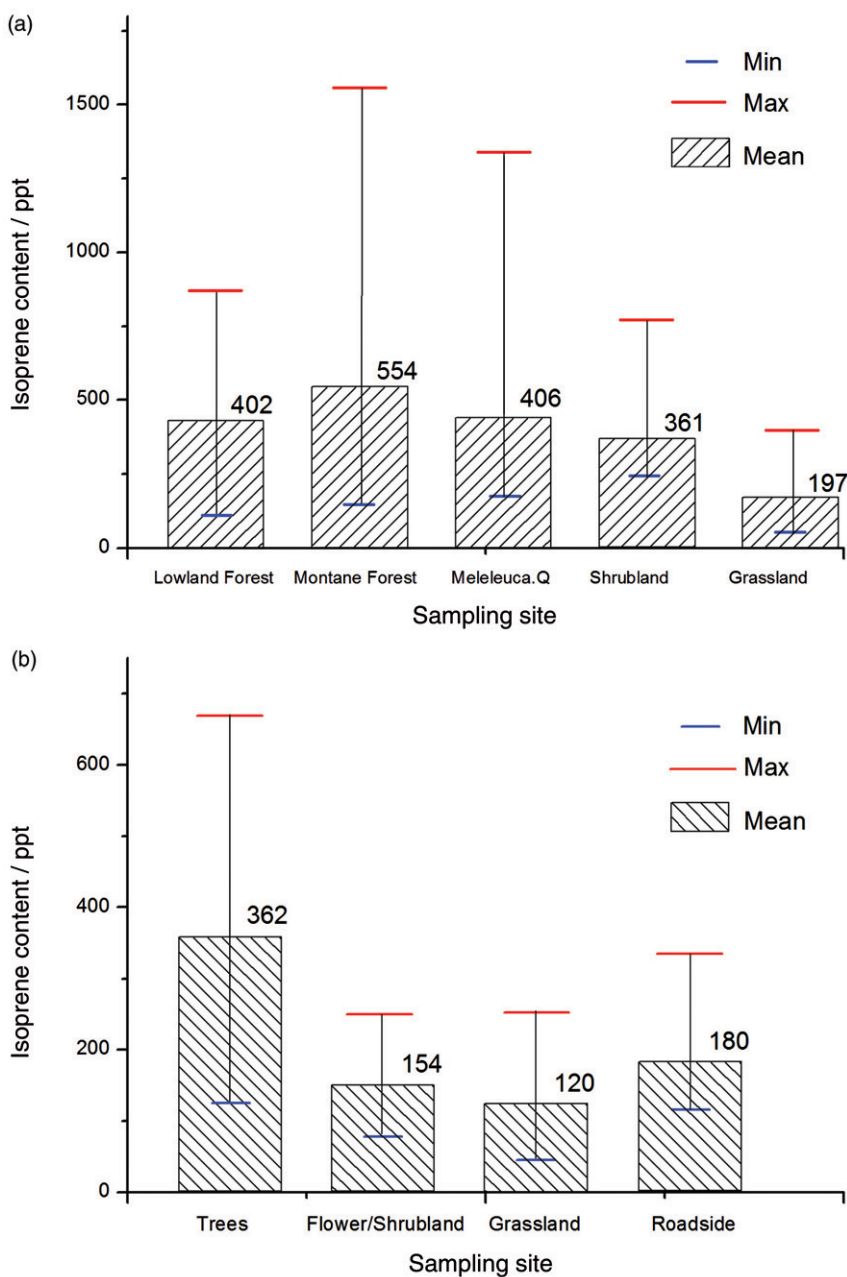 (a)
Min
Max
Mean
Isoprene content / ppt
1500
1000
500
0
402
554
406
361
197
Lowland Forest
Montane Forest
Meleleuca.Q
Shrubland
Grassland
Sampling site
(b)
Min
Max
Mean
Isoprene content / ppt
600
400
200
0
362
154
120
180
Trees
Flower/Shrubland
Grassland
Roadside
Sampling site